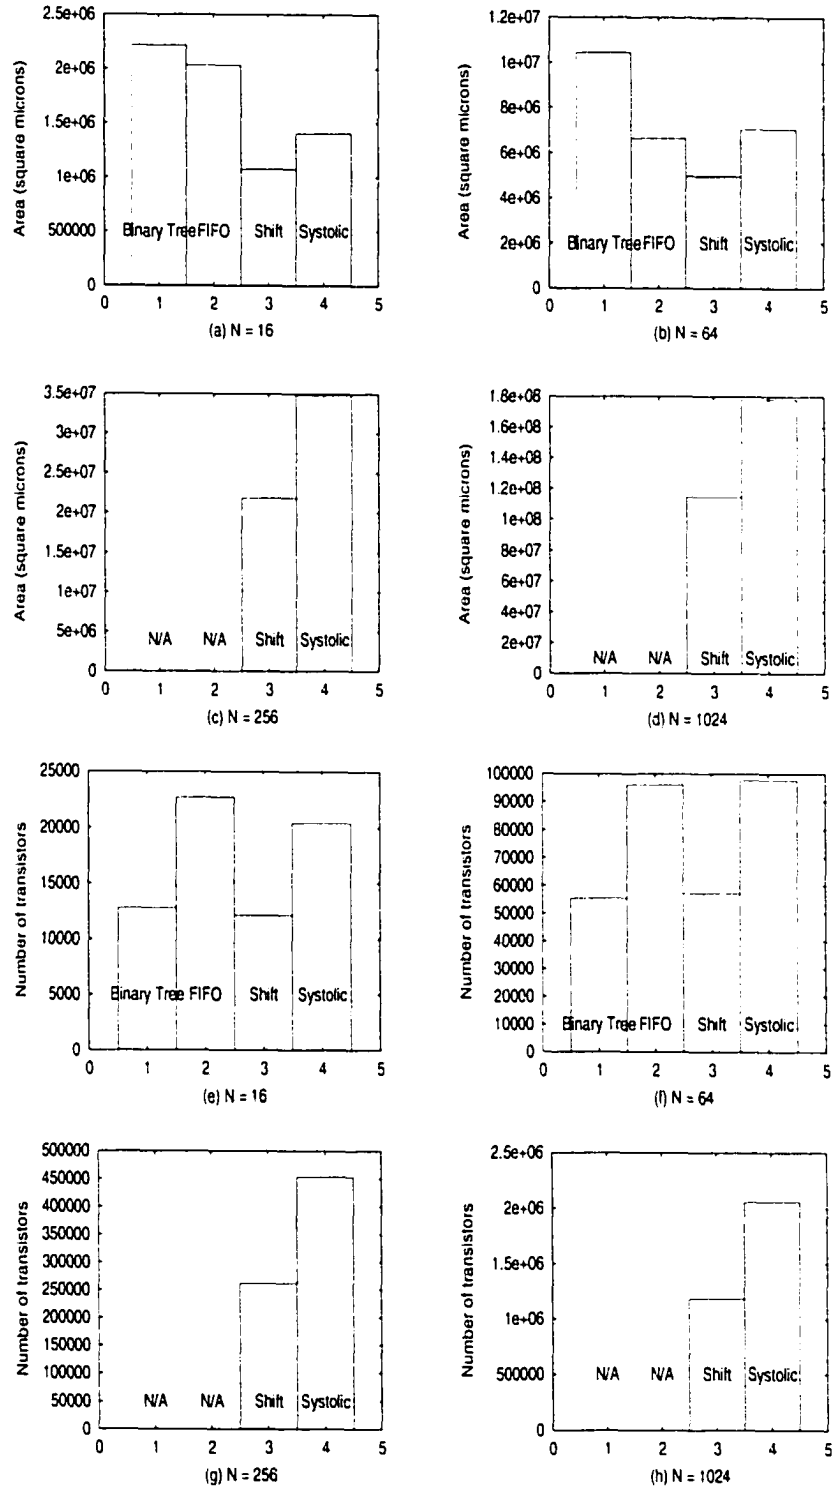 Area (square microns)
2.5e+06
2e+06
1.5e+06
1e+06
500000
0
Binary Tree FIFO Shift Systolic
0 1 2 3 4 5
(a) N = 16
Area (square microns)
1.2e+07
1e+07
8e+06
6e+06
4e+06
2e+06
0
Binary Tree FIFO Shift Systolic
0 1 2 3 4 5
(b) N = 64
Area (square microns)
3.5e+07
3e+07
2.5e+07
2e+07
1.5e+07
1e+07
5e+06
0
N/A N/A Shift Systolic
0 1 2 3 4 5
(c) N = 256
Area (square microns)
1.8e+08
1.6e+08
1.4e+08
1.2e+08
1e+08
8e+07
6e+07
4e+07
2e+07
0
N/A N/A Shift Systolic
0 1 2 3 4 5
(d) N = 1024
Number of transistors
25000
20000
15000
10000
5000
0
Binary Tree FIFO Shift Systolic
0 1 2 3 4 5
(e) N = 16
Number of transistors
100000
90000
80000
70000
60000
50000
40000
30000
20000
10000
0
Binary Tree FIFO Shift Systolic
0 1 2 3 4 5
(f) N = 64
Number of transistors
500000
450000
400000
350000
300000
250000
200000
150000
100000
50000
0
N/A N/A Shift Systolic
0 1 2 3 4 5
(g) N = 256
Number of transistors
2.5e+06
2e+06
1.5e+06
1e+06
500000
0
N/A N/A Shift Systolic
0 1 2 3 4 5
(h) N = 1024